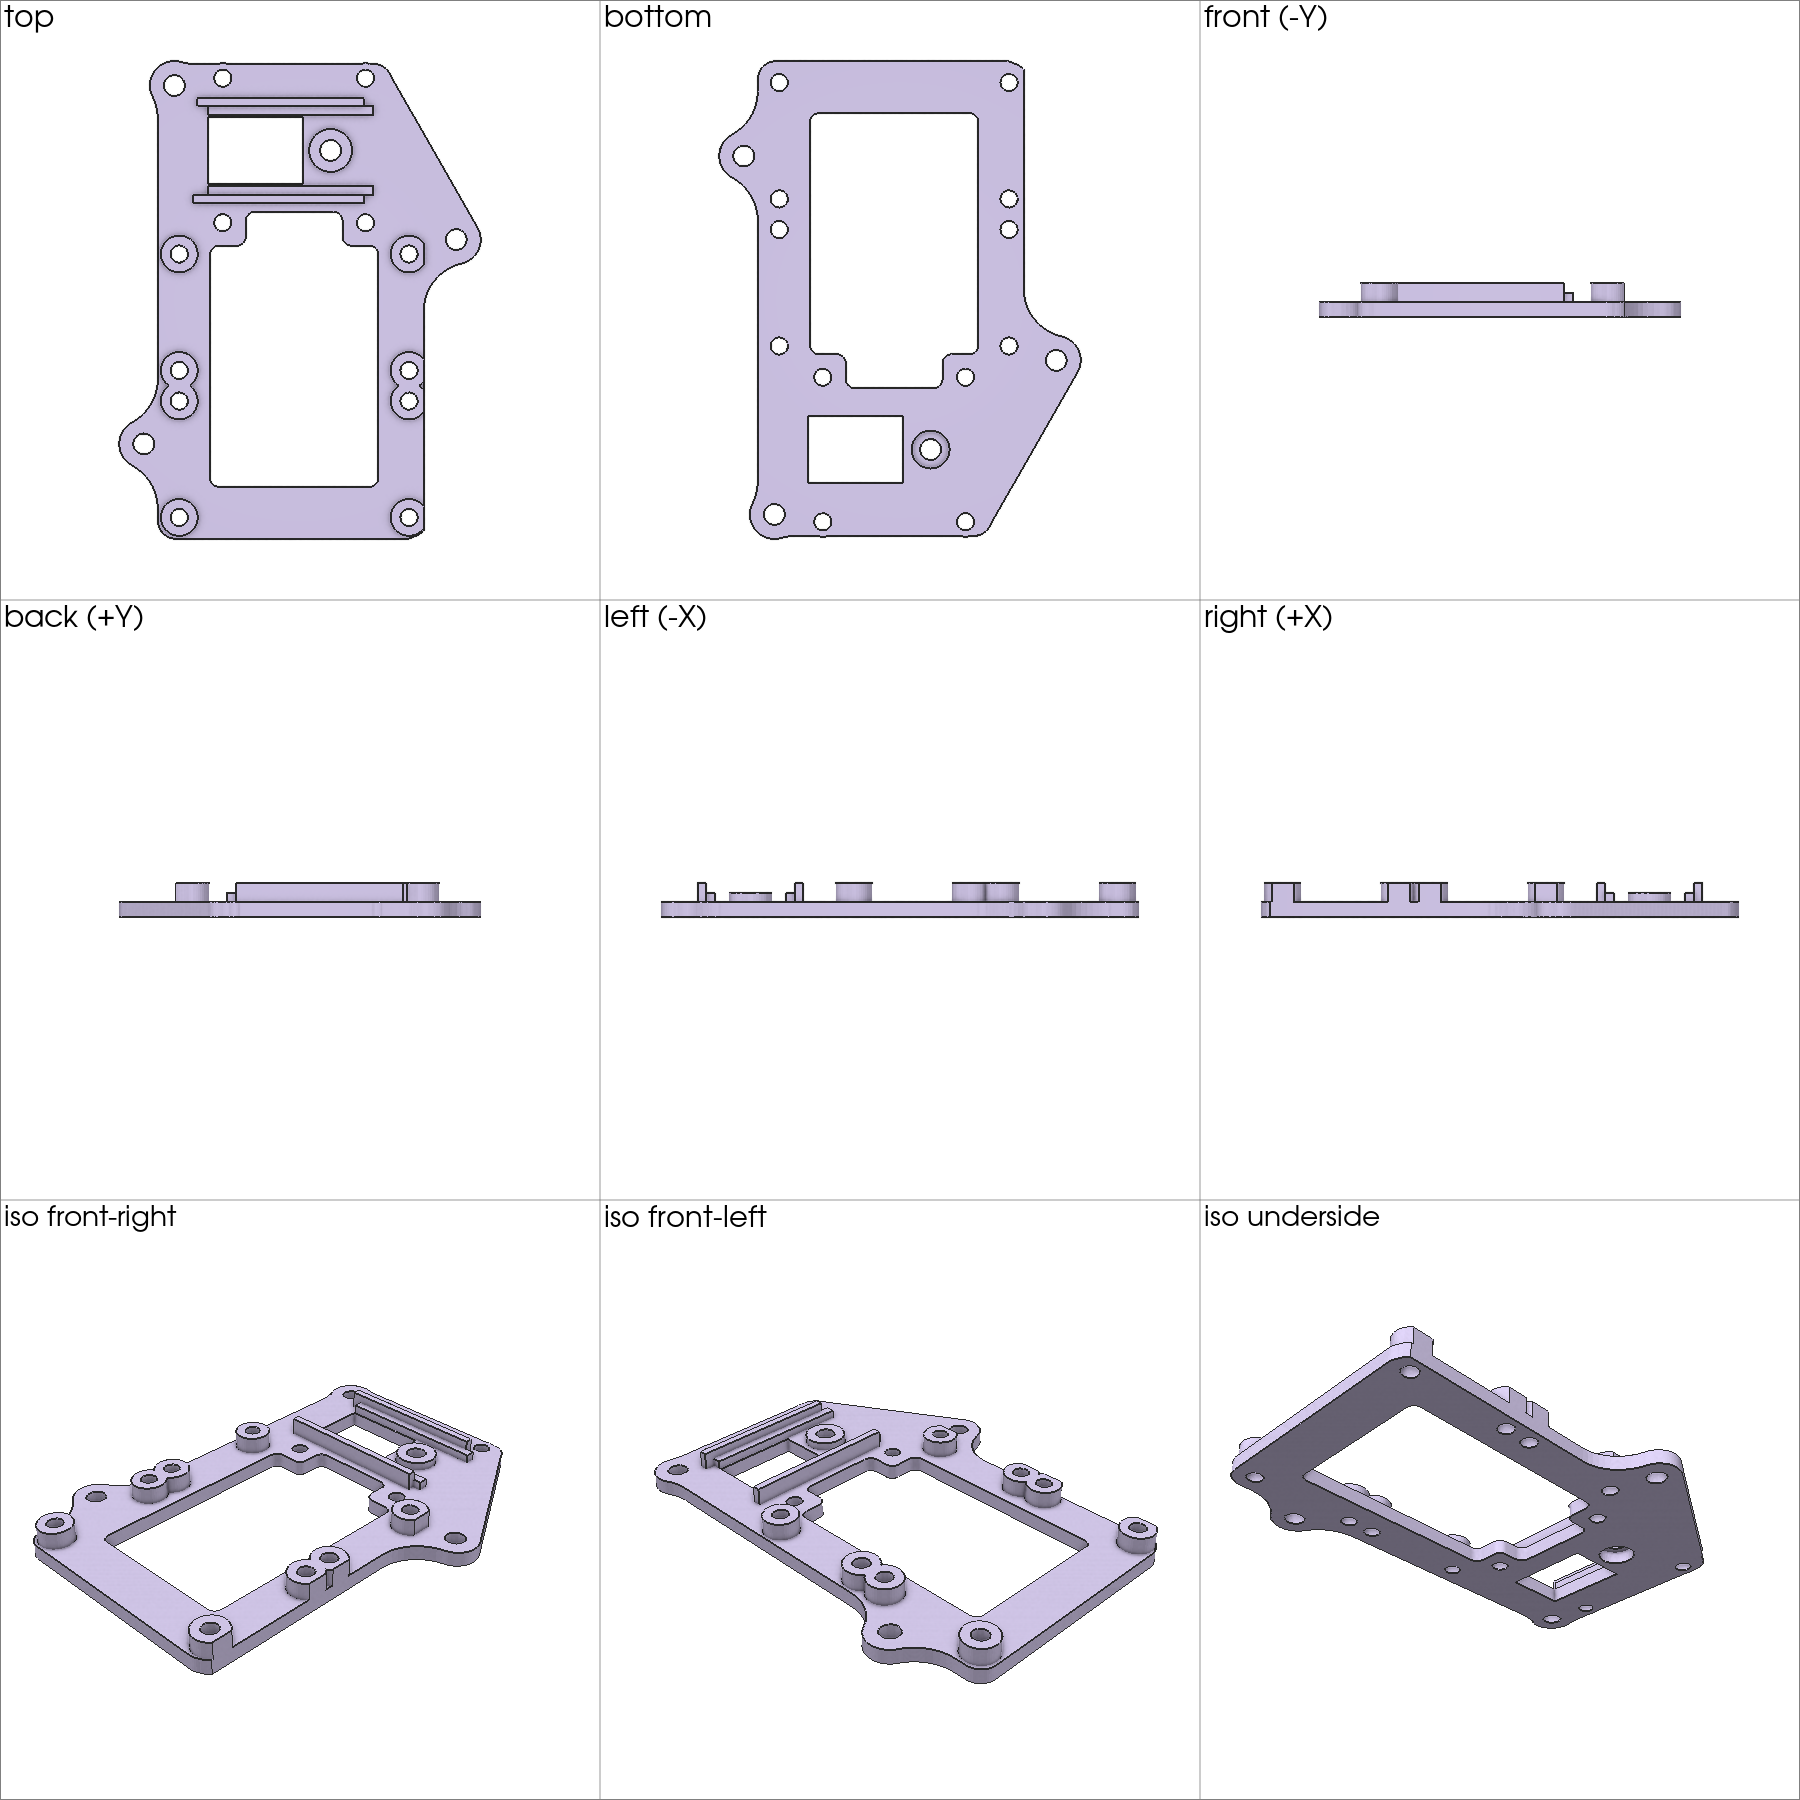 top
bottom
front (-Y)
back (+Y)
left (-X)
right (+X)
iso front-right
iso front-left
iso underside